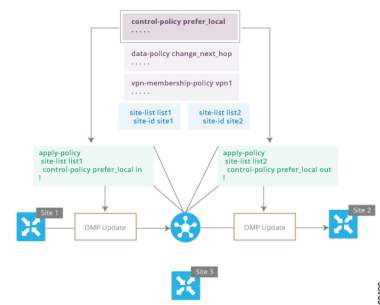 control-policy prefer_local
. . . . .
data-policy change_next_hop
. . . . .
vpn-membership-policy vpn1
. . . . .
site-list list1
site-id site1
site-list list2
site-id site2
apply-policy
site-list list1
control-policy prefer_local in
!
apply-policy
site-list list2
control-policy prefer_local out
!
Site 1
OMP Update
OMP Update
Site 2
Site 3